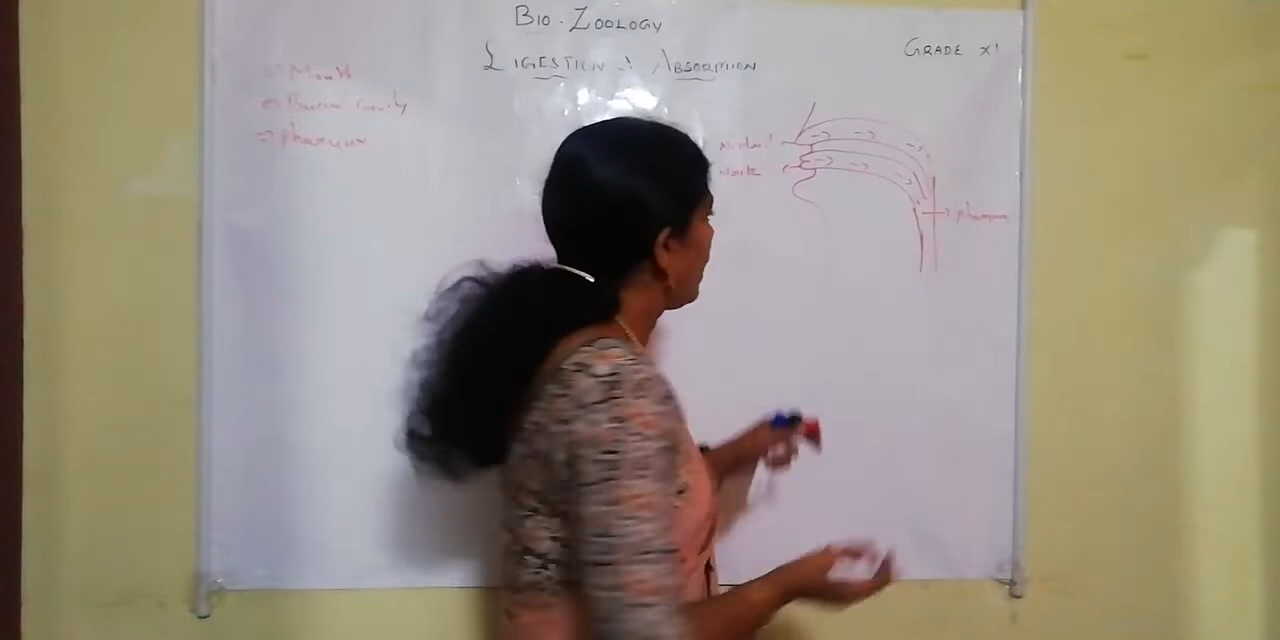 BIO-ZOOLOGY
GRADE XI
DIGESTION & ABSORPTION
⇒ Mouth
⇒ Buccal Cavity
⇒ Pharynx
Nostril
Mouth
Pharynx